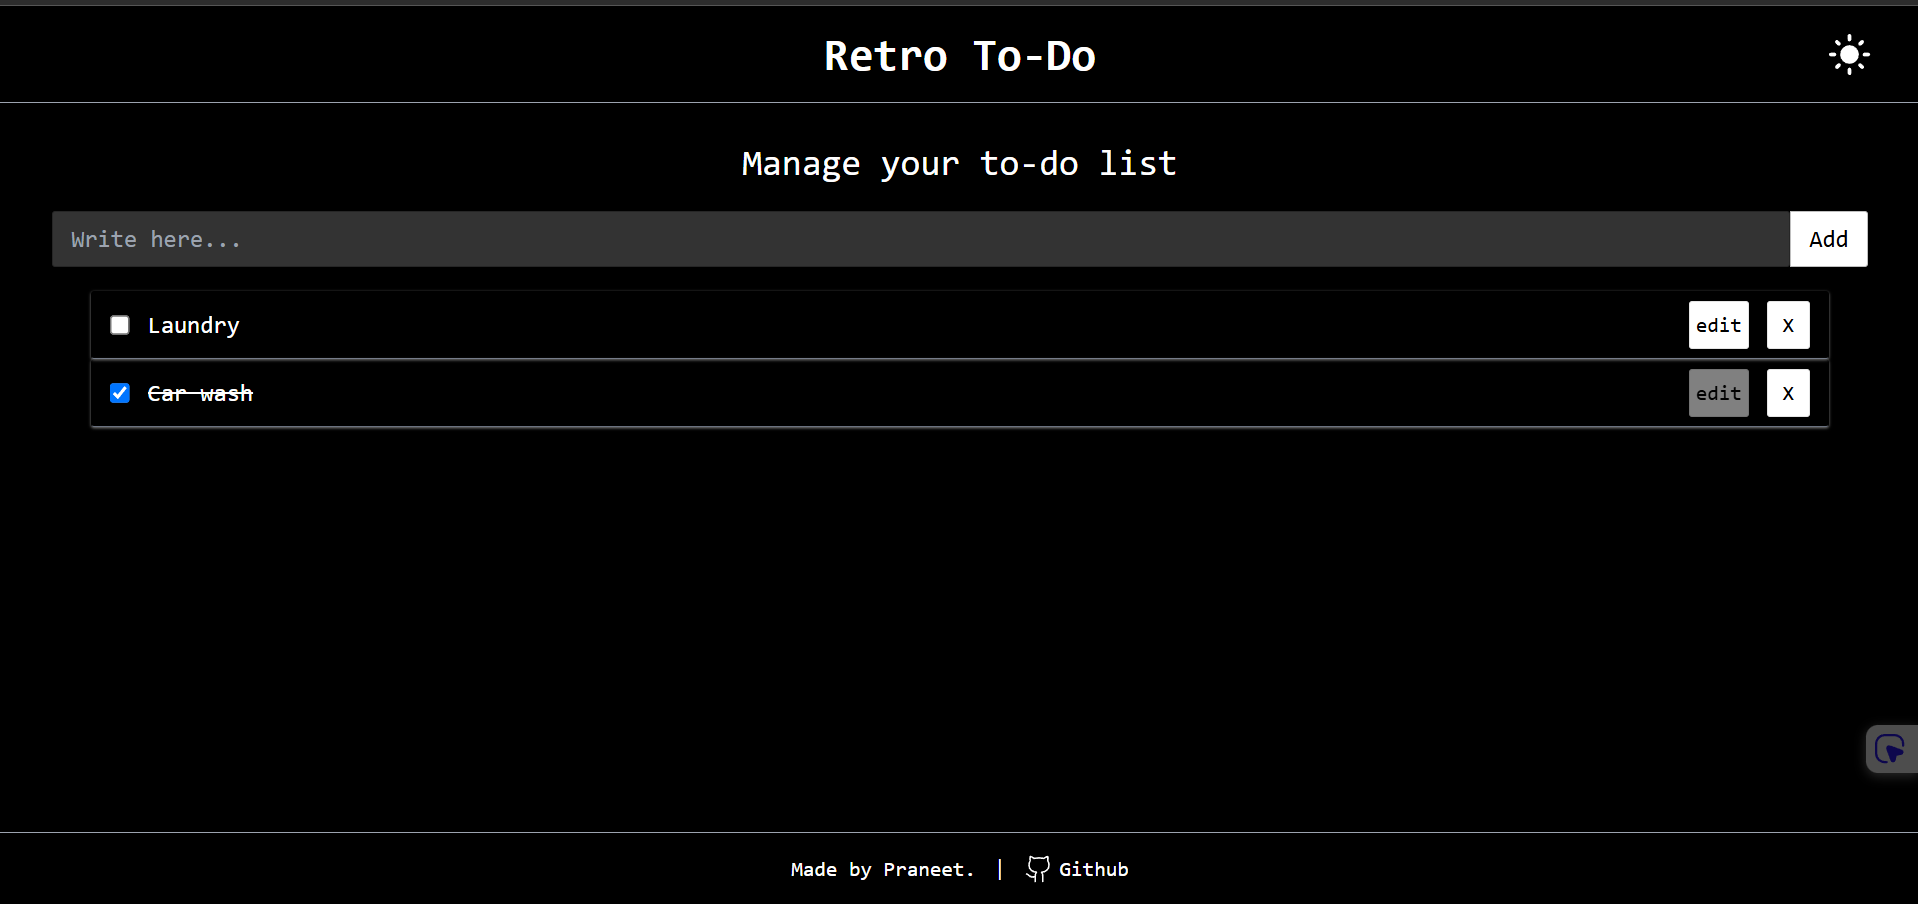 Retro To-Do
Manage your to-do list
Write here... Add
Laundry edit X
Car wash edit X
Made by Praneet. | Github